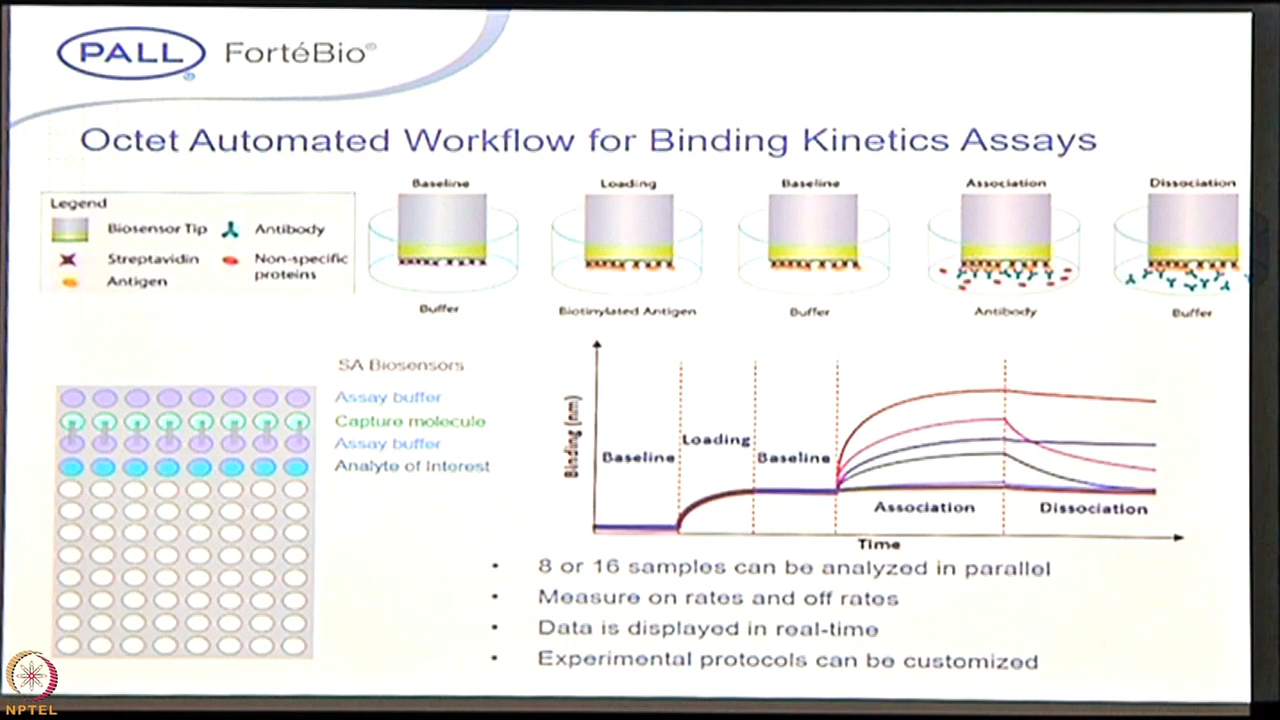 PALL ® FortéBio®
Octet Automated Workflow for Binding Kinetics Assays
Legend
Biosensor Tip
Antibody
Streptavidin
Non-specific
proteins
Antigen
Baseline
Loading
Baseline
Association
Dissociation
Buffer
Biotinylated Antigen
Buffer
Antibody
Buffer
SA Biosensors
Assay buffer
Capture molecule
Assay buffer
Analyte of Interest
Binding (nm)
Baseline
Loading
Baseline
Association
Dissociation
Time
• 8 or 16 samples can be analyzed in parallel
• Measure on rates and off rates
• Data is displayed in real-time
• Experimental protocols can be customized
NPTEL